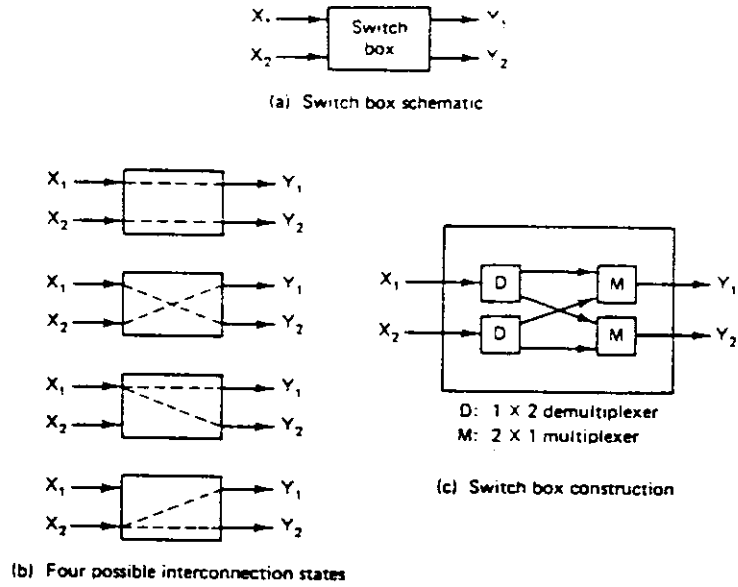 X. Y,
Switch
box
X₂ Y₂
(a) Switch box schematic
X₁ Y₁
X₂ Y₂
X₁ Y₁
X₂ Y₂
X₁ Y₁
X₂ Y₂
X₁ Y₁
X₂ Y₂
(b) Four possible interconnection states
X₁ D M Y₁
X₂ D M Y₂
D: 1 X 2 demultiplexer
M: 2 X 1 multiplexer
(c) Switch box construction